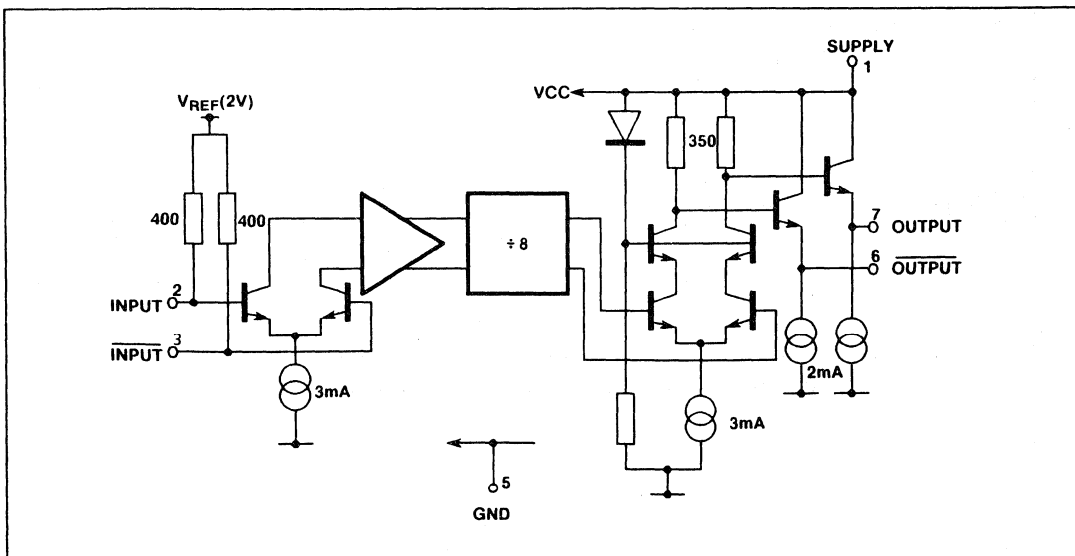 SUPPLY
1
VCC
VREF(2V)
350
400
400
÷ 8
7
OUTPUT
6
OUTPUT
2
INPUT
3
INPUT
3mA
2mA
3mA
5
GND